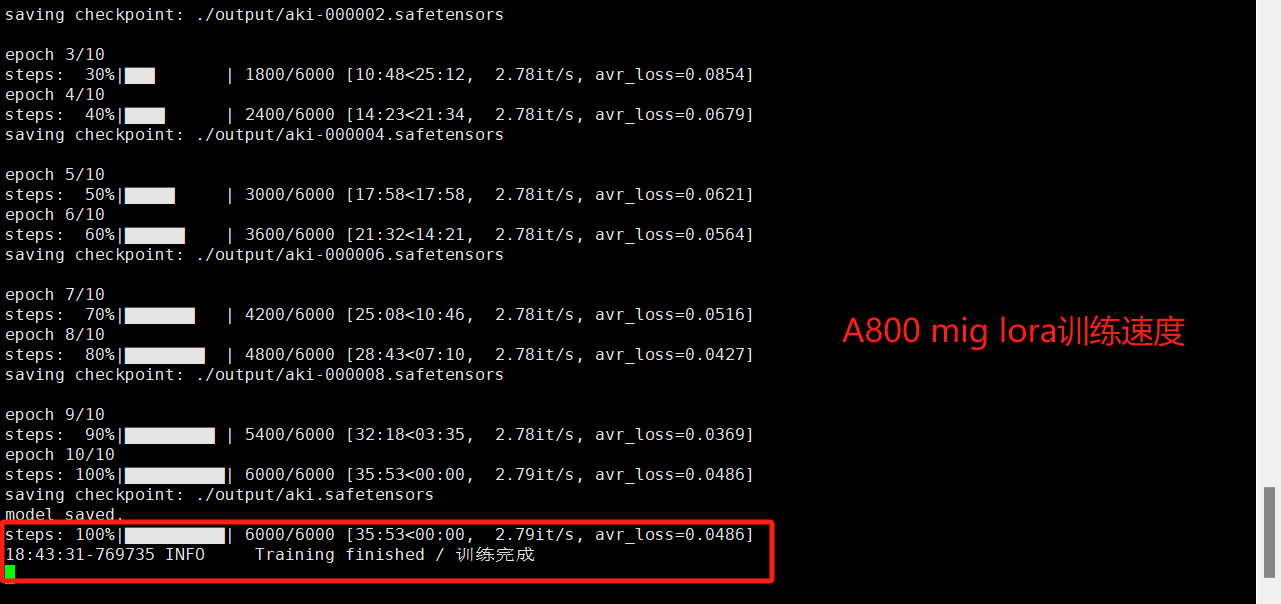 saving checkpoint: ./output/aki-000002.safetensors
epoch 3/10
steps:  30%|███       | 1800/6000 [10:48<25:12,  2.78it/s, avr_loss=0.0854]
epoch 4/10
steps:  40%|████      | 2400/6000 [14:23<21:34,  2.78it/s, avr_loss=0.0679]
saving checkpoint: ./output/aki-000004.safetensors
epoch 5/10
steps:  50%|█████     | 3000/6000 [17:58<17:58,  2.78it/s, avr_loss=0.0621]
epoch 6/10
steps:  60%|██████    | 3600/6000 [21:32<14:21,  2.78it/s, avr_loss=0.0564]
saving checkpoint: ./output/aki-000006.safetensors
epoch 7/10
steps:  70%|███████   | 4200/6000 [25:08<10:46,  2.78it/s, avr_loss=0.0516]
A800 mig lora训练速度
epoch 8/10
steps:  80%|████████  | 4800/6000 [28:43<07:10,  2.78it/s, avr_loss=0.0427]
saving checkpoint: ./output/aki-000008.safetensors
epoch 9/10
steps:  90%|█████████ | 5400/6000 [32:18<03:35,  2.78it/s, avr_loss=0.0369]
epoch 10/10
steps: 100%|██████████| 6000/6000 [35:53<00:00,  2.79it/s, avr_loss=0.0486]
saving checkpoint: ./output/aki.safetensors
model saved.
steps: 100%|██████████| 6000/6000 [35:53<00:00,  2.79it/s, avr_loss=0.0486]
18:43:31-769735 INFO     Training finished / 训练完成